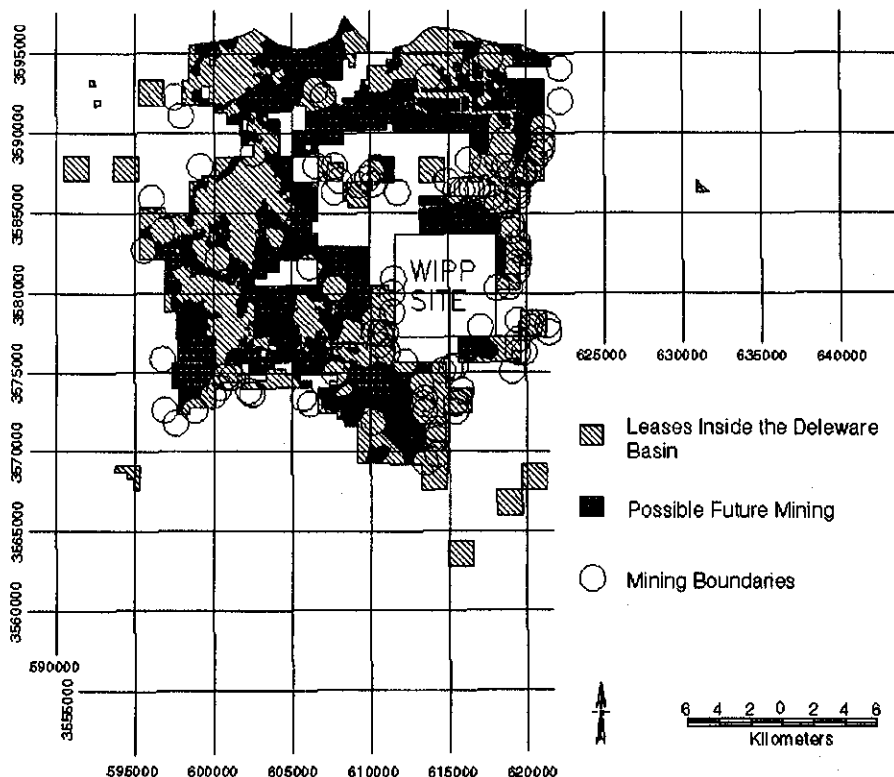 3595000
3590000
3585000
3580000
3575000
3570000
3565000
3560000
3555000
WIPP
SITE
625000
630000
635000
640000
Leases Inside the Deleware
Basin
Possible Future Mining
Mining Boundaries
590000
595000
600000
605000
610000
615000
620000
6 4 2 0 2 4 6
Kilometers